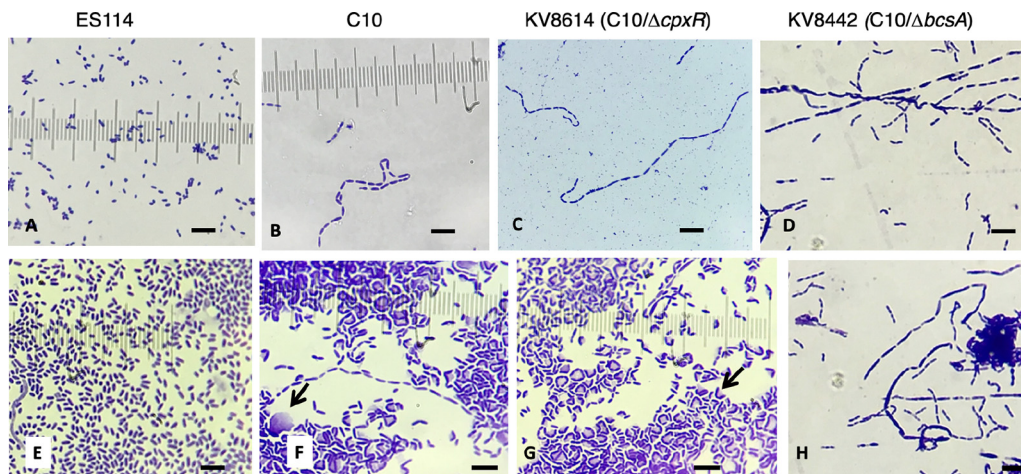 ES114 C10 KV8614 (C10/ΔcpxR) KV8442 (C10/ΔbcsA)
A B C D
E F G H